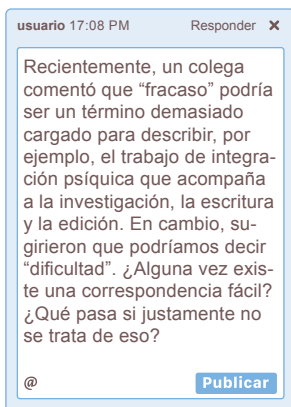 usuario 17:08 PM Responder ×
Recientemente, un colega
comentó que “fracaso” podría
ser un término demasiado
cargado para describir, por
ejemplo, el trabajo de integra-
ción psíquica que acompaña
a la investigación, la escritura
y la edición. En cambio, su-
girieron que podríamos decir
“dificultad”. ¿Alguna vez exis-
te una correspondencia fácil?
¿Qué pasa si justamente no
se trata de eso?
@ Publicar